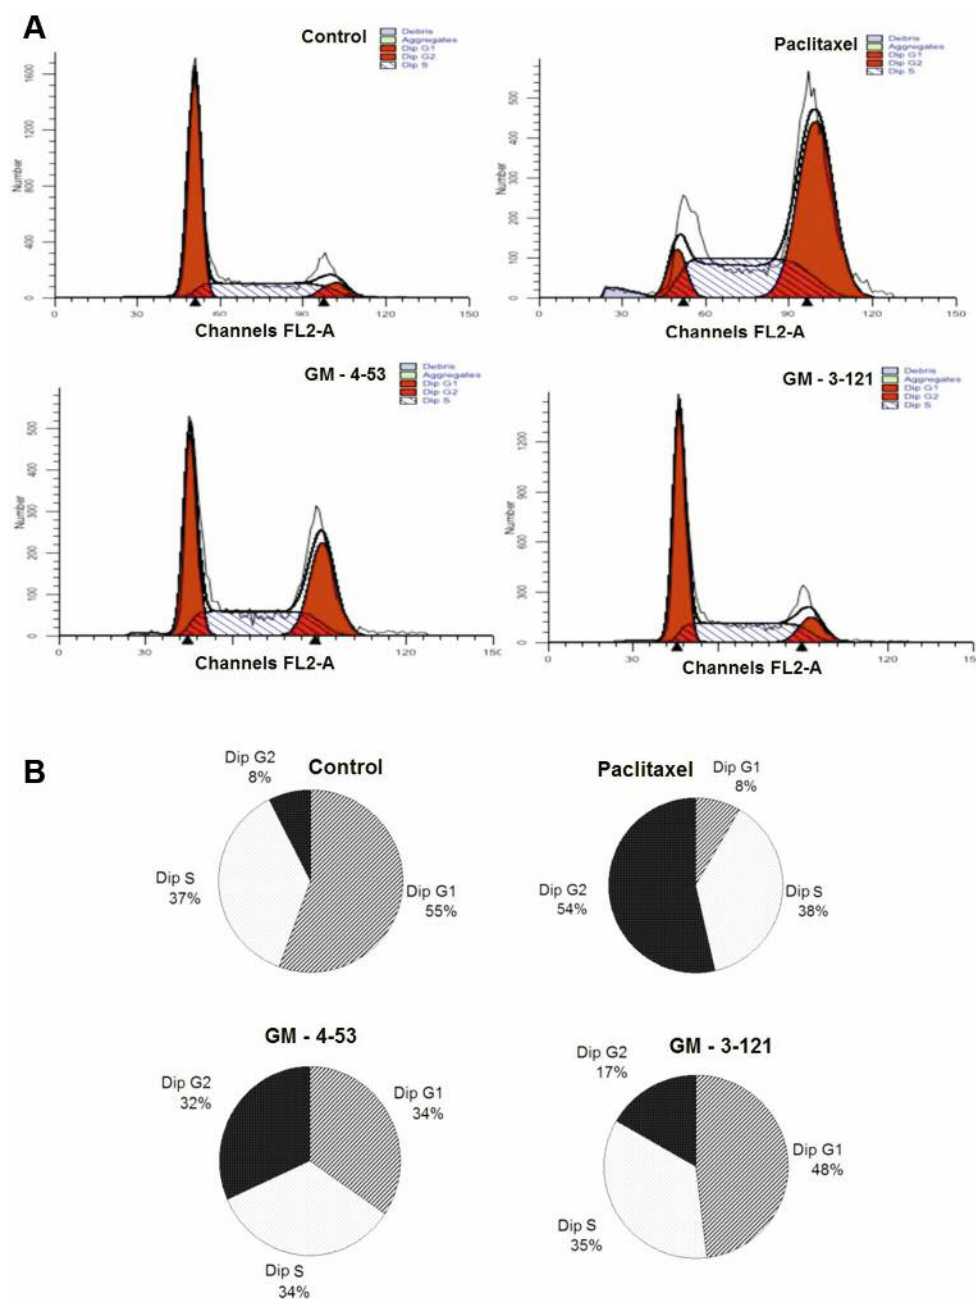 A
Control
Debris
Aggregates
Dip G1
Dip G2
Dip S
Number
1600
1200
800
400
0
0 30 60 90 120 150
Channels FL2-A
Paclitaxel
Debris
Aggregates
Dip G1
Dip G2
Dip S
Number
500
400
300
200
100
0
0 30 60 90 120 150
Channels FL2-A
GM - 4-53
Debris
Aggregates
Dip G1
Dip G2
Dip S
Number
500
400
300
200
100
0
0 30 120 150
Channels FL2-A
GM - 3-121
Debris
Aggregates
Dip G1
Dip G2
Dip S
Number
1200
900
600
300
0
0 30 120 150
Channels FL2-A
B
Control
Dip G2
8%
Dip S
37%
Dip G1
55%
Paclitaxel
Dip G1
8%
Dip G2
54%
Dip S
38%
GM - 4-53
Dip G2
32%
Dip G1
34%
Dip S
34%
GM - 3-121
Dip G2
17%
Dip G1
48%
Dip S
35%